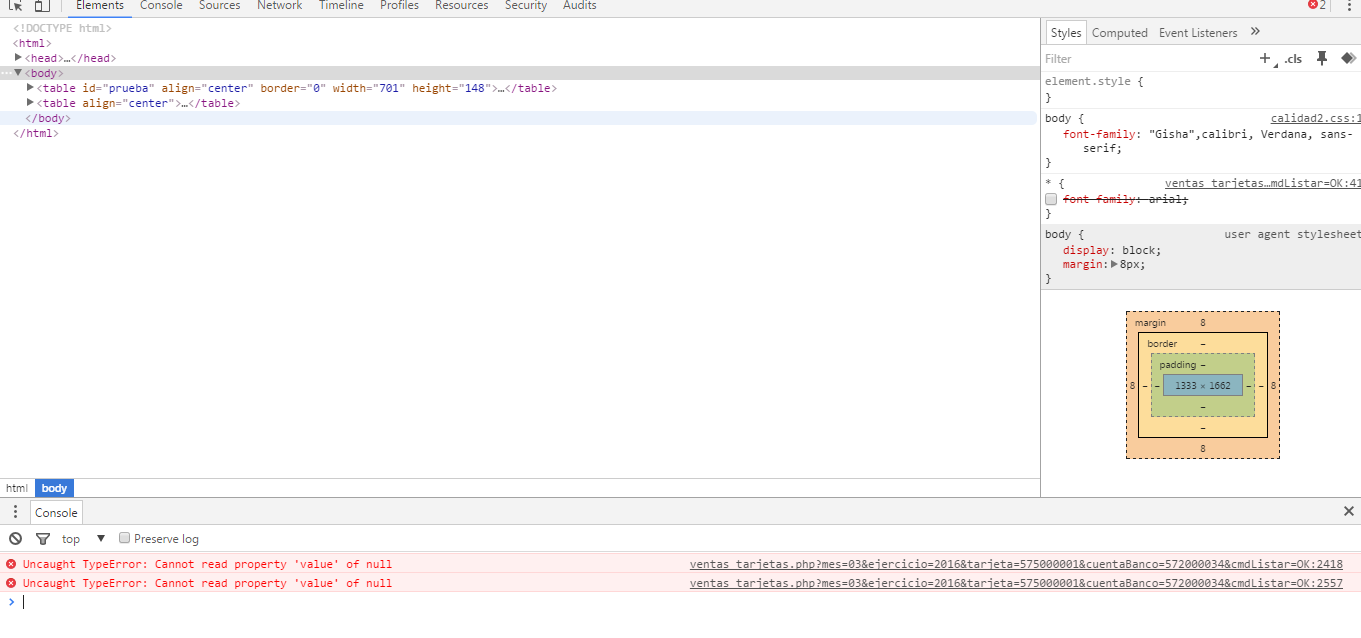 Elements Console Sources Network Timeline Profiles Resources Security Audits 2
<!DOCTYPE html>
<html>
<head>…</head>
<body>
<table id="prueba" align="center" border="0" width="701" height="148">…</table>
<table align="center">…</table>
</body>
</html>
html body
Styles Computed Event Listeners »
Filter + .cls
element.style {
}
body { calidad2.css:1
font-family: "Gisha",calibri, Verdana, sans-
serif;
}
* { ventas_tarjetas…mdListar=OK:41
font-family: arial;
}
body { user agent stylesheet
display: block;
margin: 8px;
}
margin 8
border –
padding –
8 – – 1333 × 1662 – – 8
–
–
8
Console
top Preserve log
Uncaught TypeError: Cannot read property 'value' of null ventas_tarjetas.php?mes=03&ejercicio=2016&tarjeta=575000001&cuentaBanco=572000034&cmdListar=OK:2418
Uncaught TypeError: Cannot read property 'value' of null ventas_tarjetas.php?mes=03&ejercicio=2016&tarjeta=575000001&cuentaBanco=572000034&cmdListar=OK:2557
>